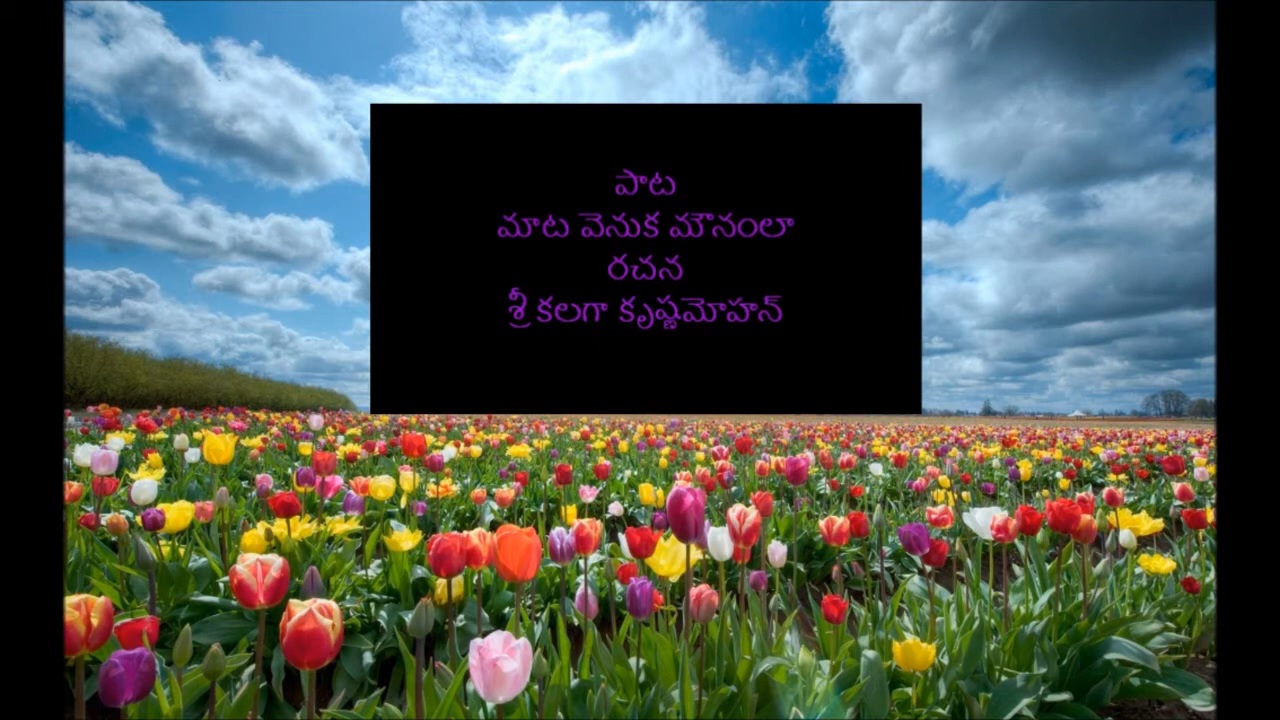 పాట
మాట వెనుక మౌనంలా
రచన
శ్రీ కలగా కృష్ణమోహన్